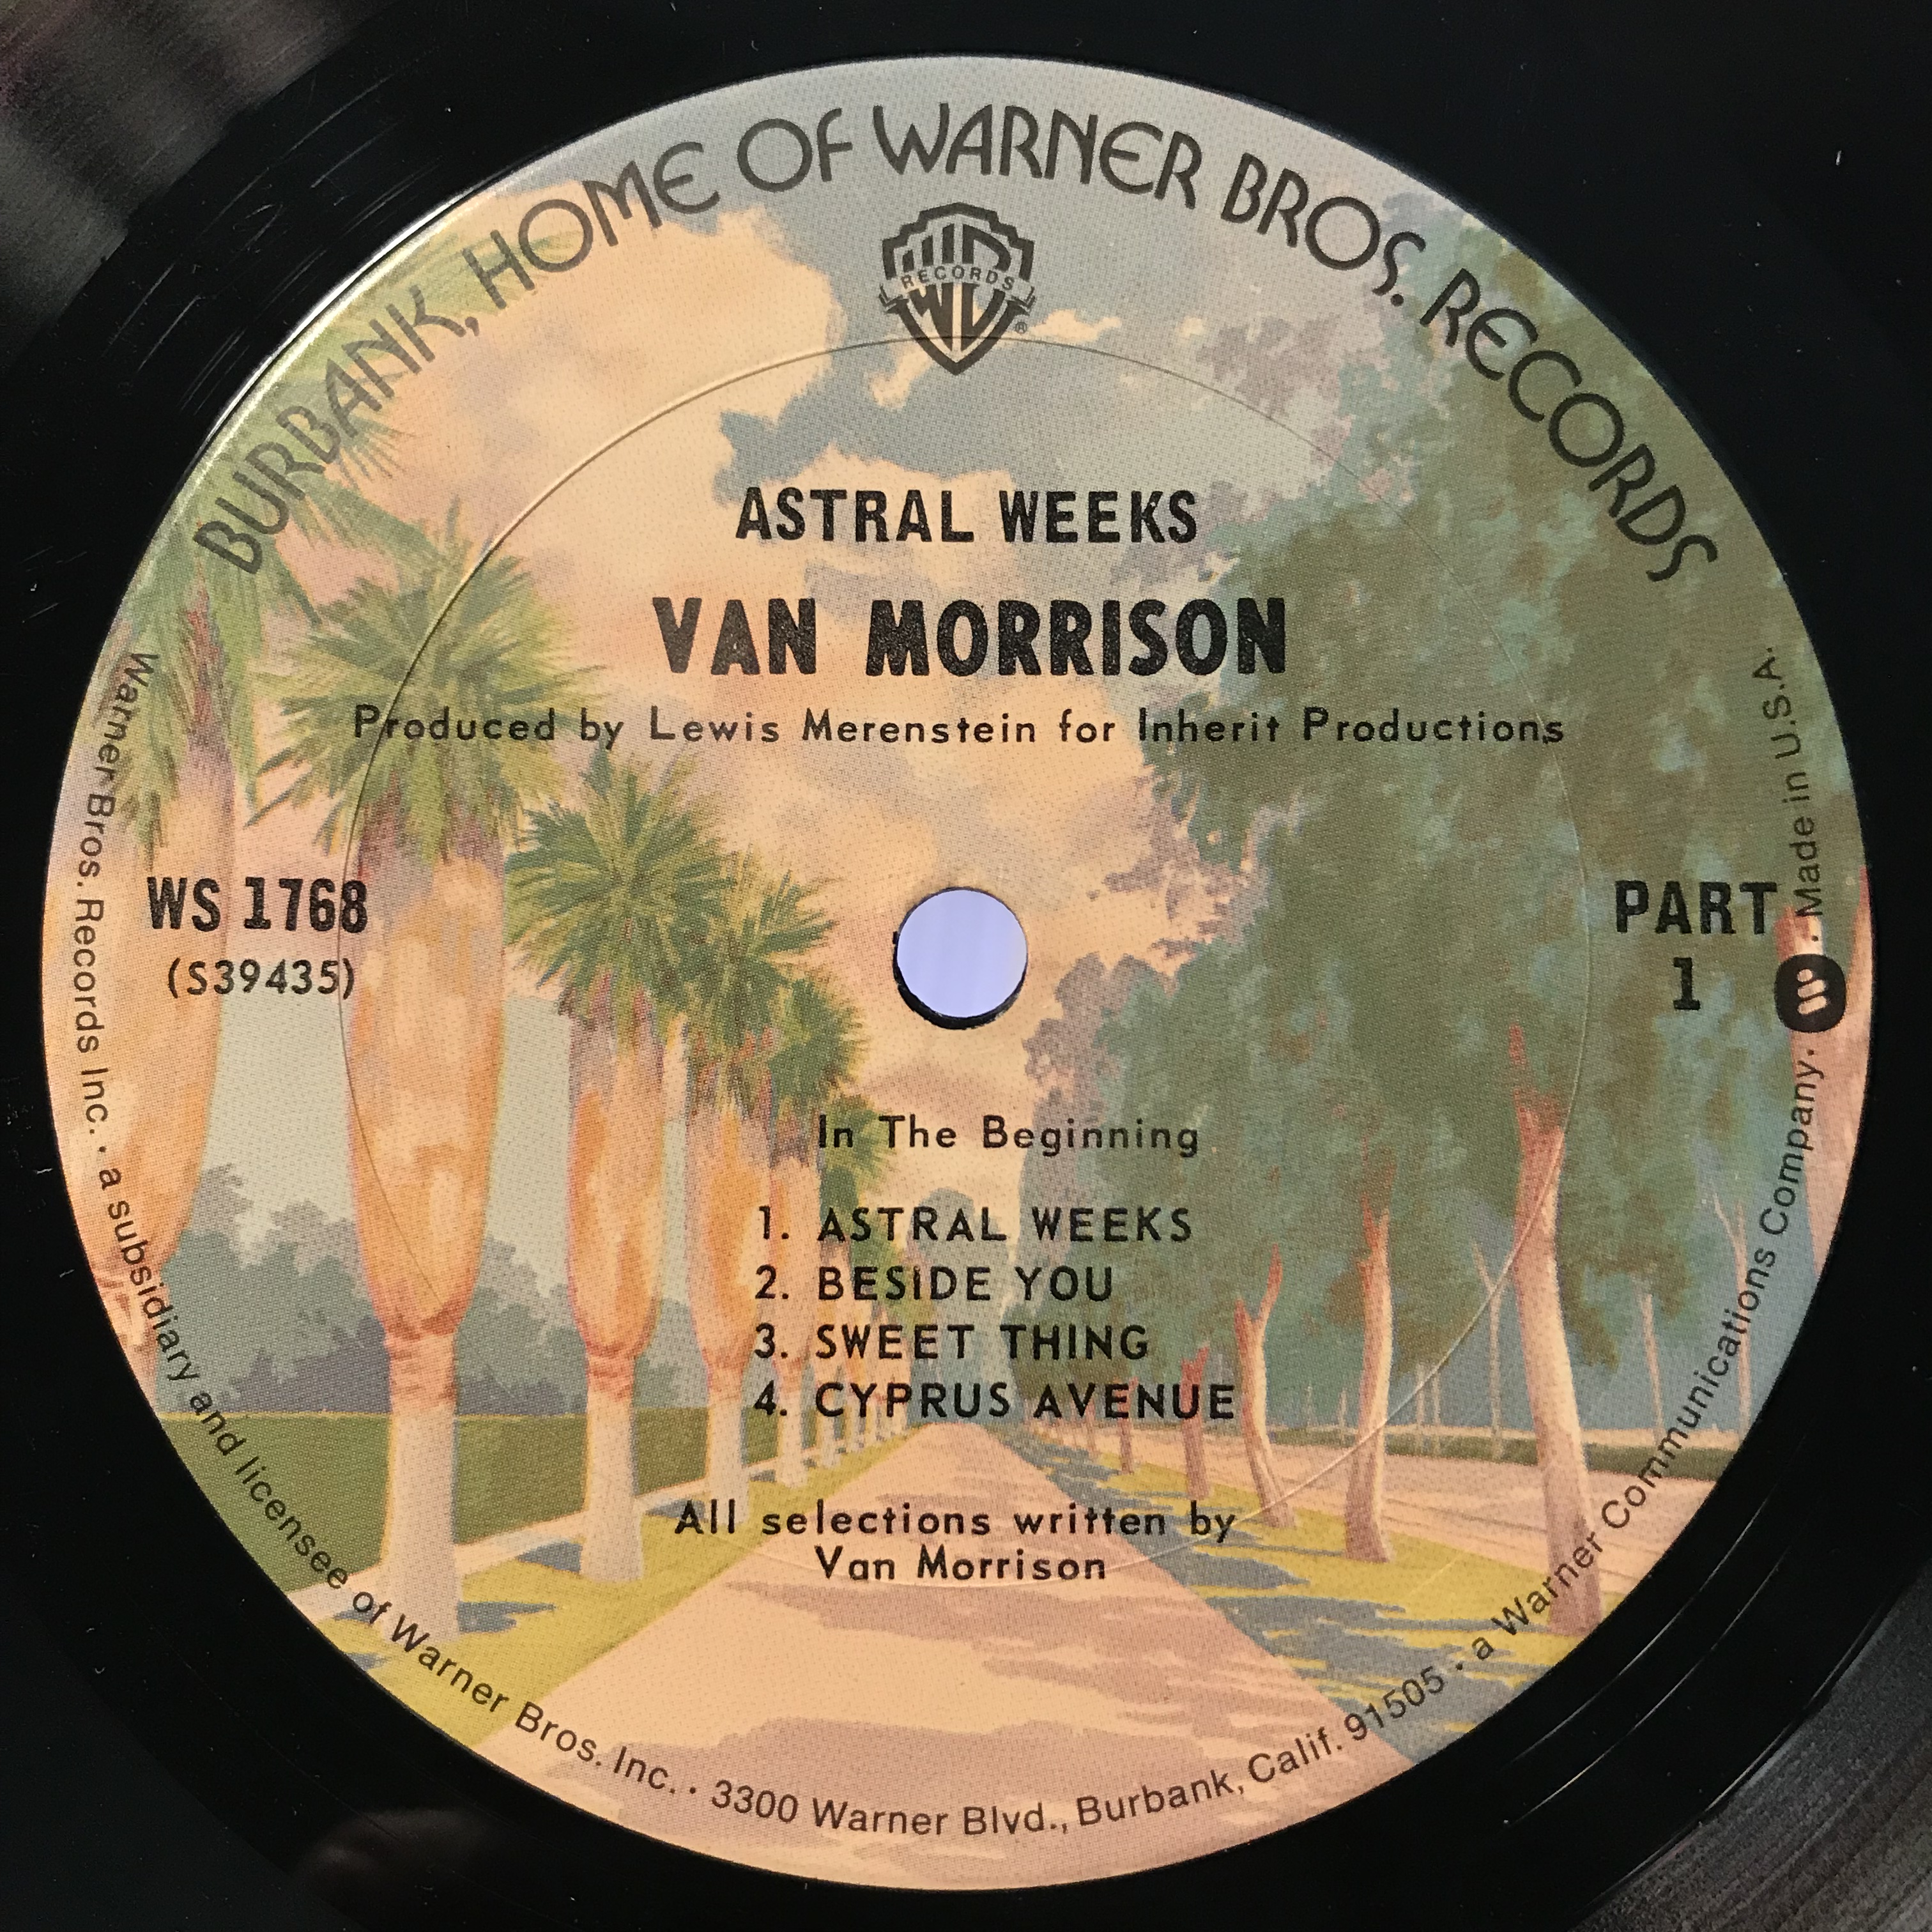 BURBANK, HOME OF WARNER BROS. RECORDS
RECORDS
®
ASTRAL WEEKS
VAN MORRISON
Produced by Lewis Merenstein for Inherit Productions
WS 1768
(S39435)
PART
1
In The Beginning
1. ASTRAL WEEKS
2. BESIDE YOU
3. SWEET THING
4. CYPRUS AVENUE
All selections written by
Van Morrison
Warner Bros. Records Inc. · a subsidiary and licensee of Warner Bros. Inc. · 3300 Warner Blvd., Burbank, Calif. 91505 · a Warner Communications Company. · Made in U.S.A.